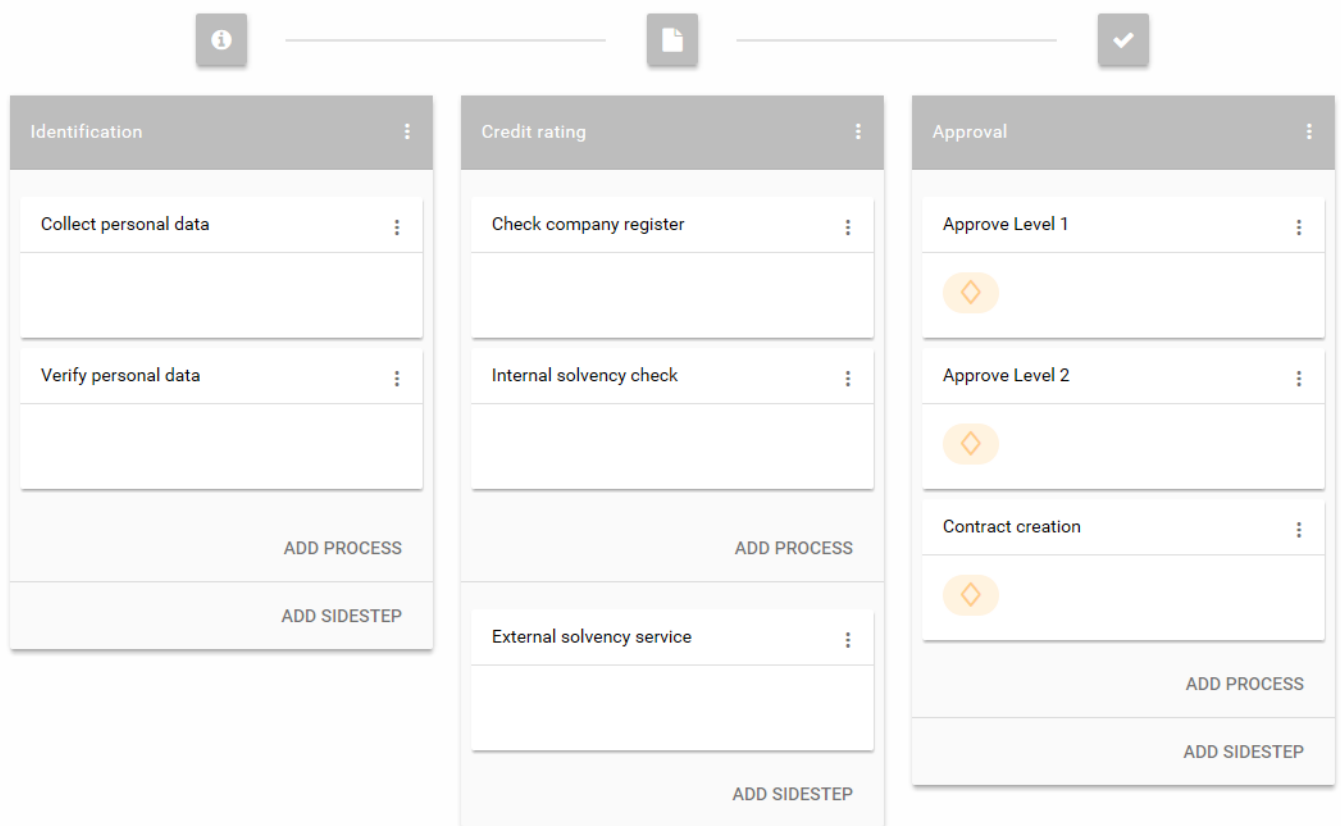 Identification
Collect personal data
Verify personal data
ADD PROCESS
ADD SIDESTEP
Credit rating
Check company register
Internal solvency check
ADD PROCESS
External solvency service
ADD SIDESTEP
Approval
Approve Level 1
Approve Level 2
Contract creation
ADD PROCESS
ADD SIDESTEP